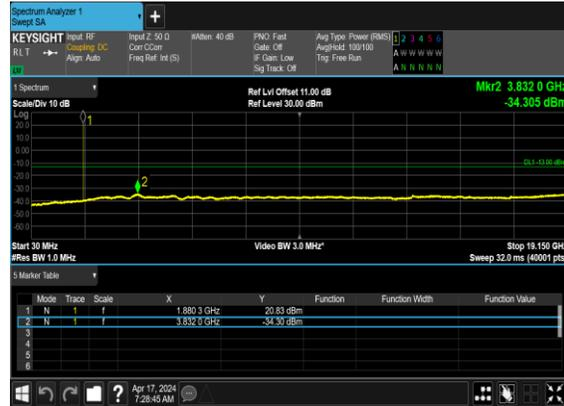 Spectrum Analyzer 1
Swept SA
+
KEYSIGHT Input: RF Input Z: 50 Ω #Atten: 40 dB PNO: Fast Avg Type: Power (RMS) 1 2 3 4 5 6
RLT Coupling: DC Corr CCorr Gate: Off Avg|Hold: 100/100 A W W W W W
Align: Auto Freq Ref: Int (S) IF Gain: Low Trig: Free Run
Sig Track: Off A N N N N N
1 Spectrum Ref Lvl Offset 11.00 dB Mkr2 3.832 0 GHz
Scale/Div 10 dB Ref Level 30.00 dBm -34.305 dBm
Log
20.0
10.0
0.00
-10.0
-20.0
-30.0
-40.0
-50.0
-60.0
1
2
DL1 -13.00 dBm
Start 30 MHz Video BW 3.0 MHz* Stop 19.150 GH
#Res BW 1.0 MHz Sweep 32.0 ms (40001 pts
5 Marker Table
Mode Trace Scale X Y Function Function Width Function Value
1 N 1 f 1.880 3 GHz 20.83 dBm
2 N 1 f 3.832 0 GHz -34.30 dBm
3
4
5
6
? Apr 17, 2024
7:28:45 AM